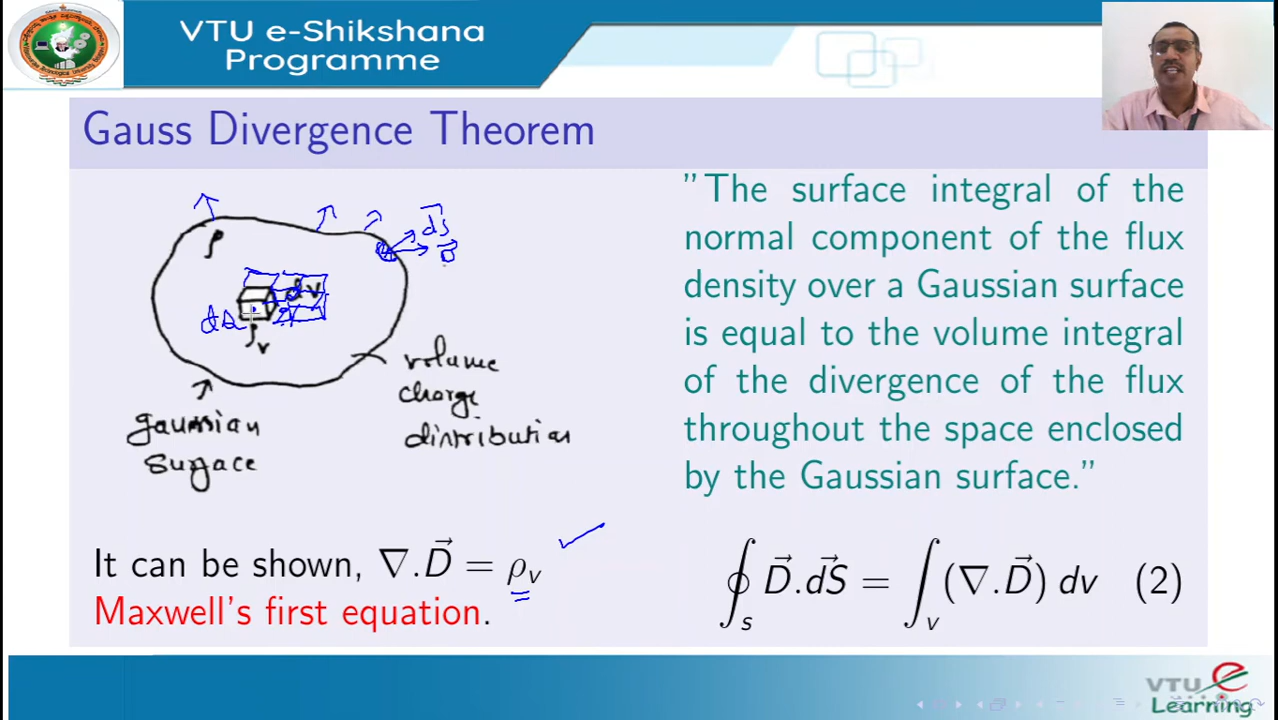 VTU e-Shikshana
Programme
Gauss Divergence Theorem
ρ
dS
D
dv
dQ
ρv
volume
charge
distribution
gaussian
surface
"The surface integral of the
normal component of the flux
density over a Gaussian surface
is equal to the volume integral
of the divergence of the flux
throughout the space enclosed
by the Gaussian surface."
It can be shown, ∇.D⃗ = ρᵥ
Maxwell's first equation.
∮ₛ D⃗.dS⃗ = ∫ᵥ (∇.D⃗) dv (2)
VTU e
Learning